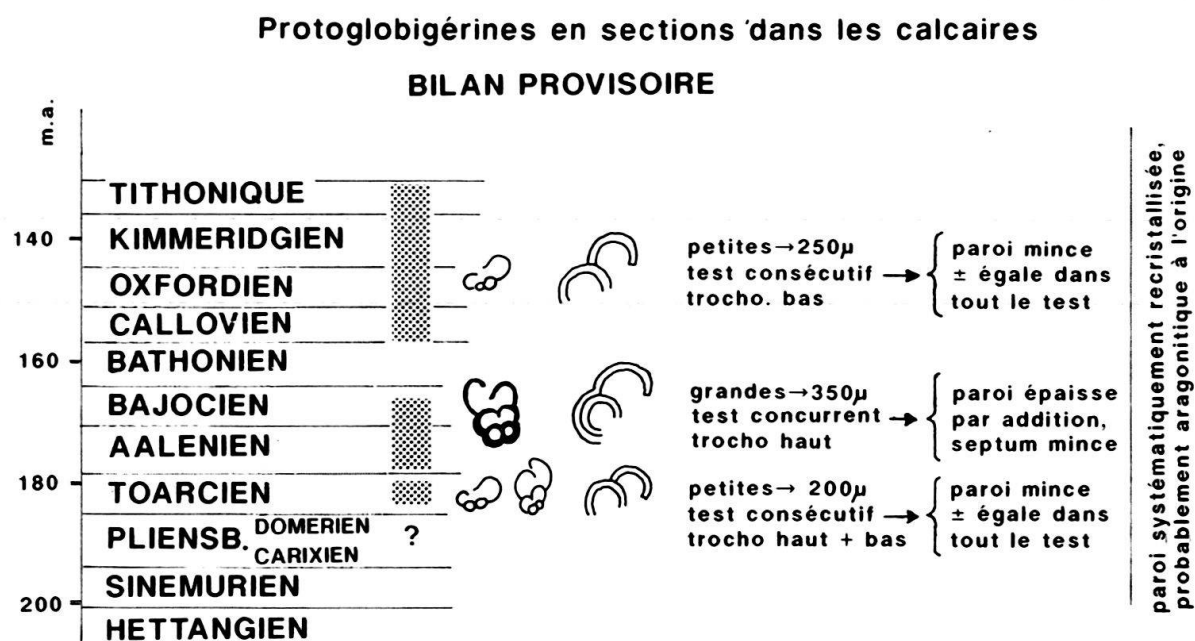 Protoglobigérines en sections dans les calcaires
BILAN PROVISOIRE
m.a.
TITHONIQUE
140
KIMMERIDGIEN
OXFORDIEN
CALLOVIEN
160
BATHONIEN
BAJOCIEN
AALENIEN
180
TOARCIEN
PLIENSB. DOMERIEN
CARIXIEN
?
SINEMURIEN
200
HETTANGIEN
petites→250µ
test consécutif →
trocho. bas
paroi mince
± égale dans
tout le test
grandes→350µ
test concurrent →
trocho haut
paroi épaisse
par addition,
septum mince
petites→ 200µ
test consécutif →
trocho haut + bas
paroi mince
± égale dans
tout le test
paroi systématiquement recristallisée,
probablement aragonitique à l'origine